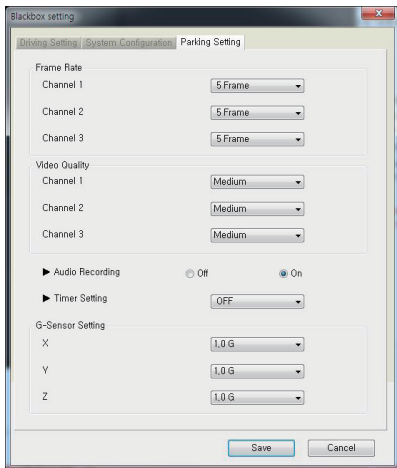 Blackbox setting
Driving Setting System Configuration Parking Setting
Frame Rate
Channel 1 5 Frame
Channel 2 5 Frame
Channel 3 5 Frame
Video Quality
Channel 1 Medium
Channel 2 Medium
Channel 3 Medium
▶ Audio Recording Off On
▶ Timer Setting OFF
G-Sensor Setting
X 1,0 G
Y 1,0 G
Z 1,0 G
Save Cancel